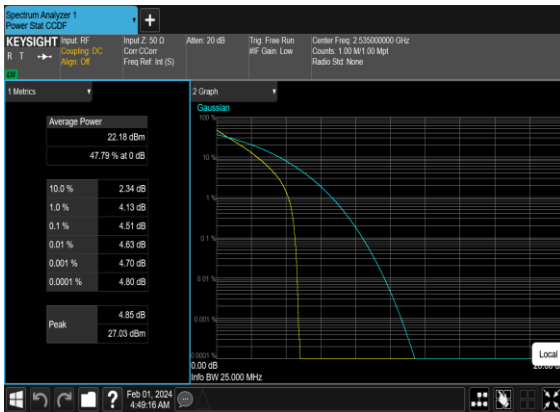 Spectrum Analyzer 1
Power Stat CCDF
KEYSIGHT
R T
Input: RF
Coupling: DC
Align: Off
Input Z: 50 Ω
Corr CCorr
Freq Ref: Int (S)
Atten: 20 dB
Trig: Free Run
#IF Gain: Low
Center Freq: 2.535000000 GHz
Counts: 1.00 M/1.00 Mpt
Radio Std: None
1 Metrics
Average Power
22.18 dBm
47.79 % at 0 dB
10.0 % 2.34 dB
1.0 % 4.13 dB
0.1 % 4.51 dB
0.01 % 4.63 dB
0.001 % 4.70 dB
0.0001 % 4.80 dB
Peak
4.85 dB
27.03 dBm
2 Graph
Gaussian
100 %
10 %
1 %
0.1 %
0.01 %
0.001 %
0.0001 %
0.00 dB
Info BW 25.000 MHz
Local
?
Feb 01, 2024
4:49:16 AM